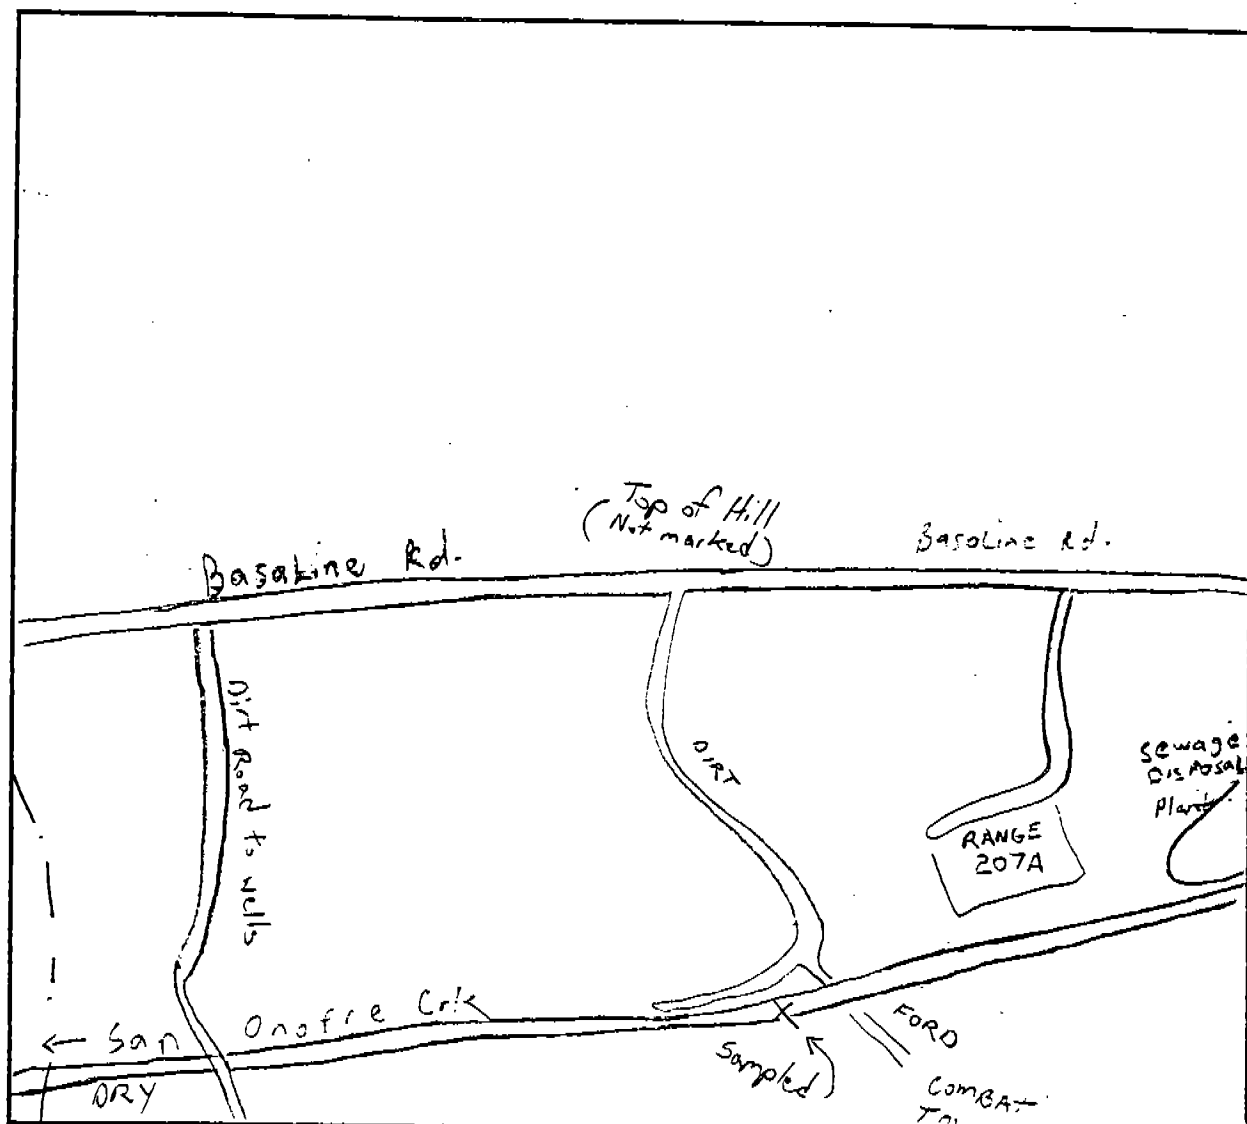 Top of Hill
(Not marked)
Basaline Rd.
Basoline Rd.
Dirt Road to wells
DIRT
Sewage
DISPOSAL
Plant
RANGE
207A
← San Onofre Crk
DRY
FORD
Sampled
COMBAT